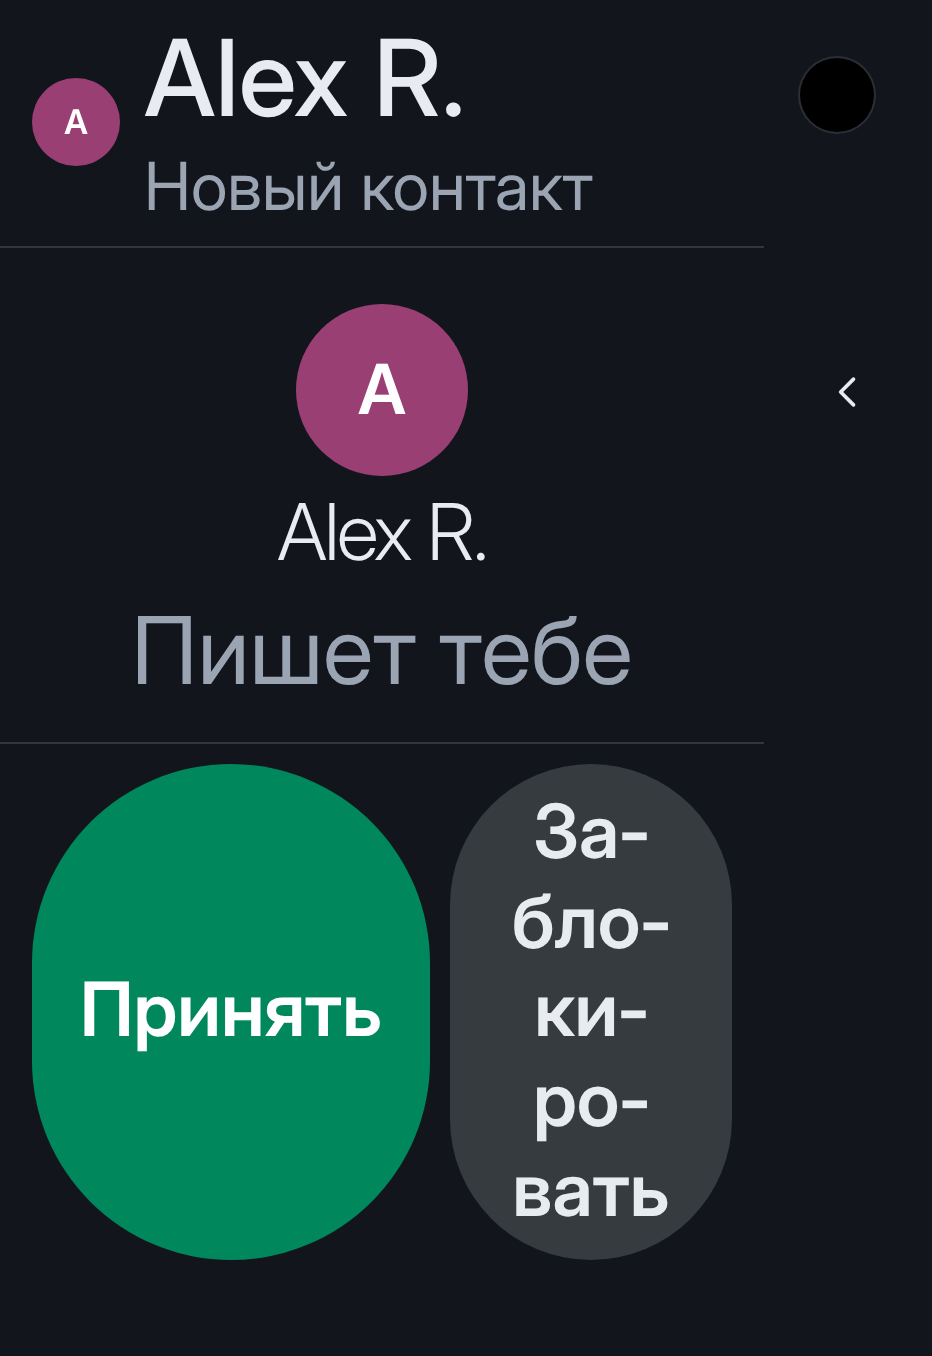 A
Alex R.
Новый контакт
A
Alex R.
Пишет тебе
Принять
За-
бло-
ки-
ро-
вать